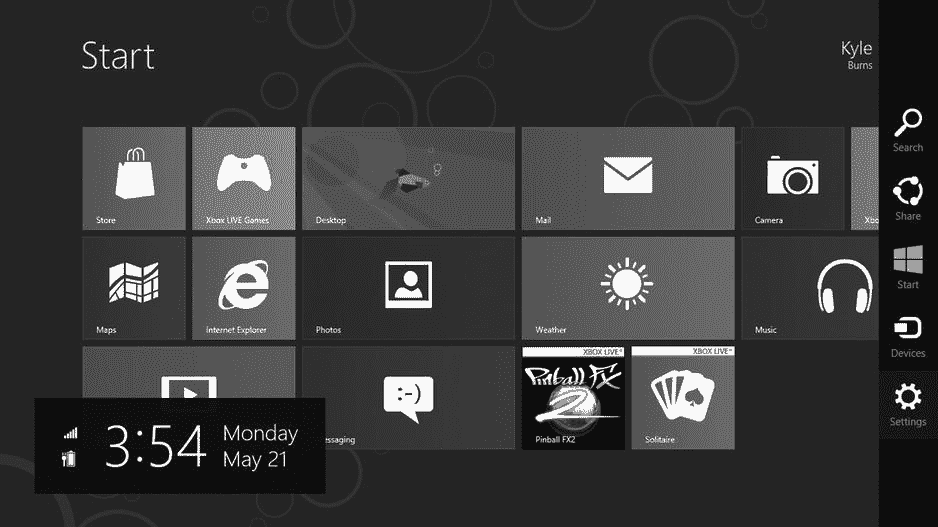 Start
Kyle
Burns
Store
Xbox LIVE Games
Desktop
Mail
Camera
Xbo
Maps
Internet Explorer
Photos
Weather
Music
essaging
XBOX LIVE
Pinball FX
2
Pinball FX2
XBOX LIVE
Solitaire
3:54
Monday
May 21
Search
Share
Start
Devices
Settings